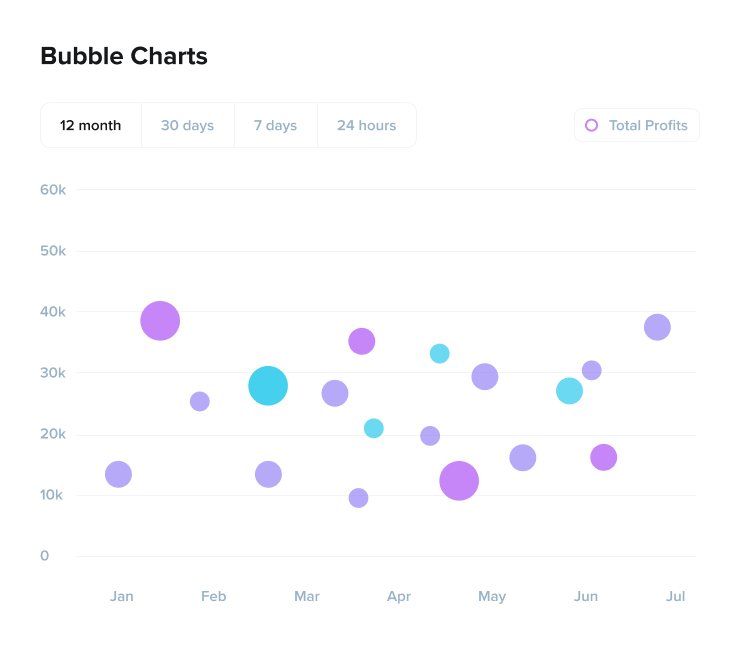 Bubble Charts
12 month 30 days 7 days 24 hours Total Profits
60k
50k
40k
30k
20k
10k
0
Jan Feb Mar Apr May Jun Jul